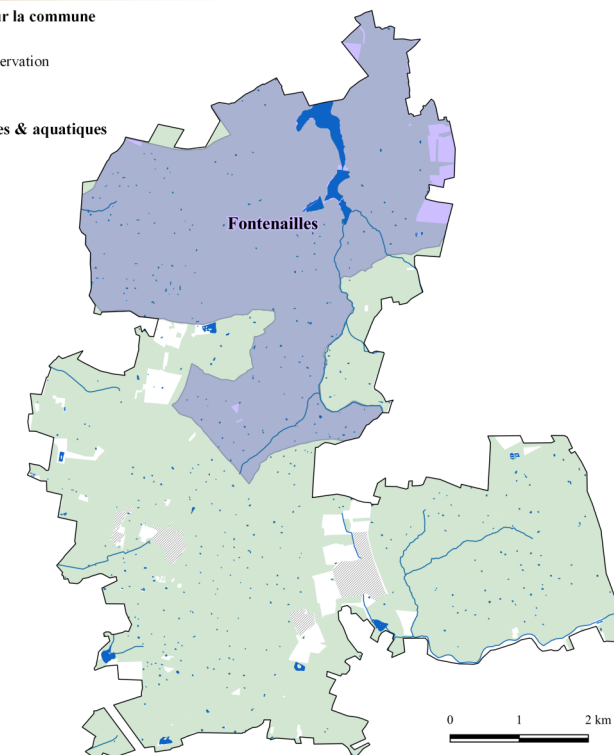 r la commune
ervation
es & aquatiques
Fontenailles
0 1 2 km